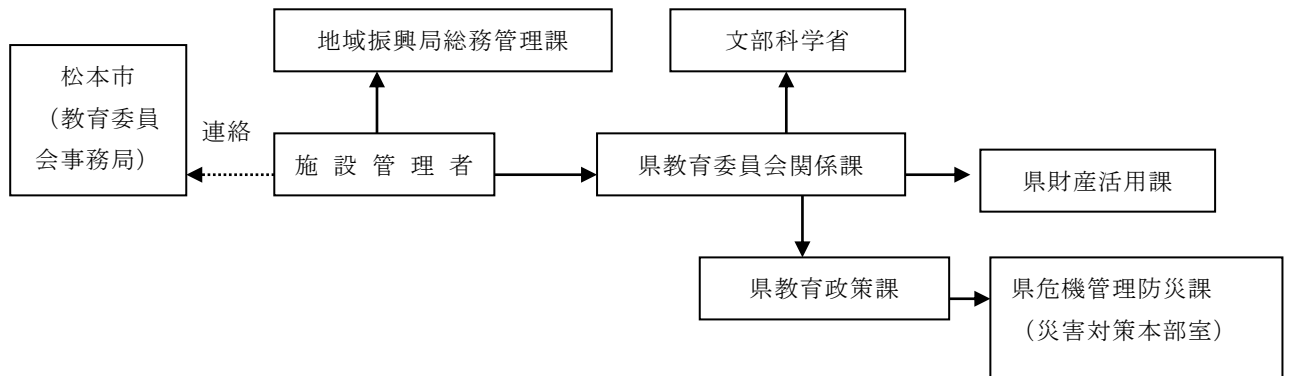 地域振興局総務管理課
文部科学省
松本市
（教育委員
会事務局）
連絡
施設管理者
県教育委員会関係課
県財産活用課
県教育政策課
県危機管理防災課
（災害対策本部室）